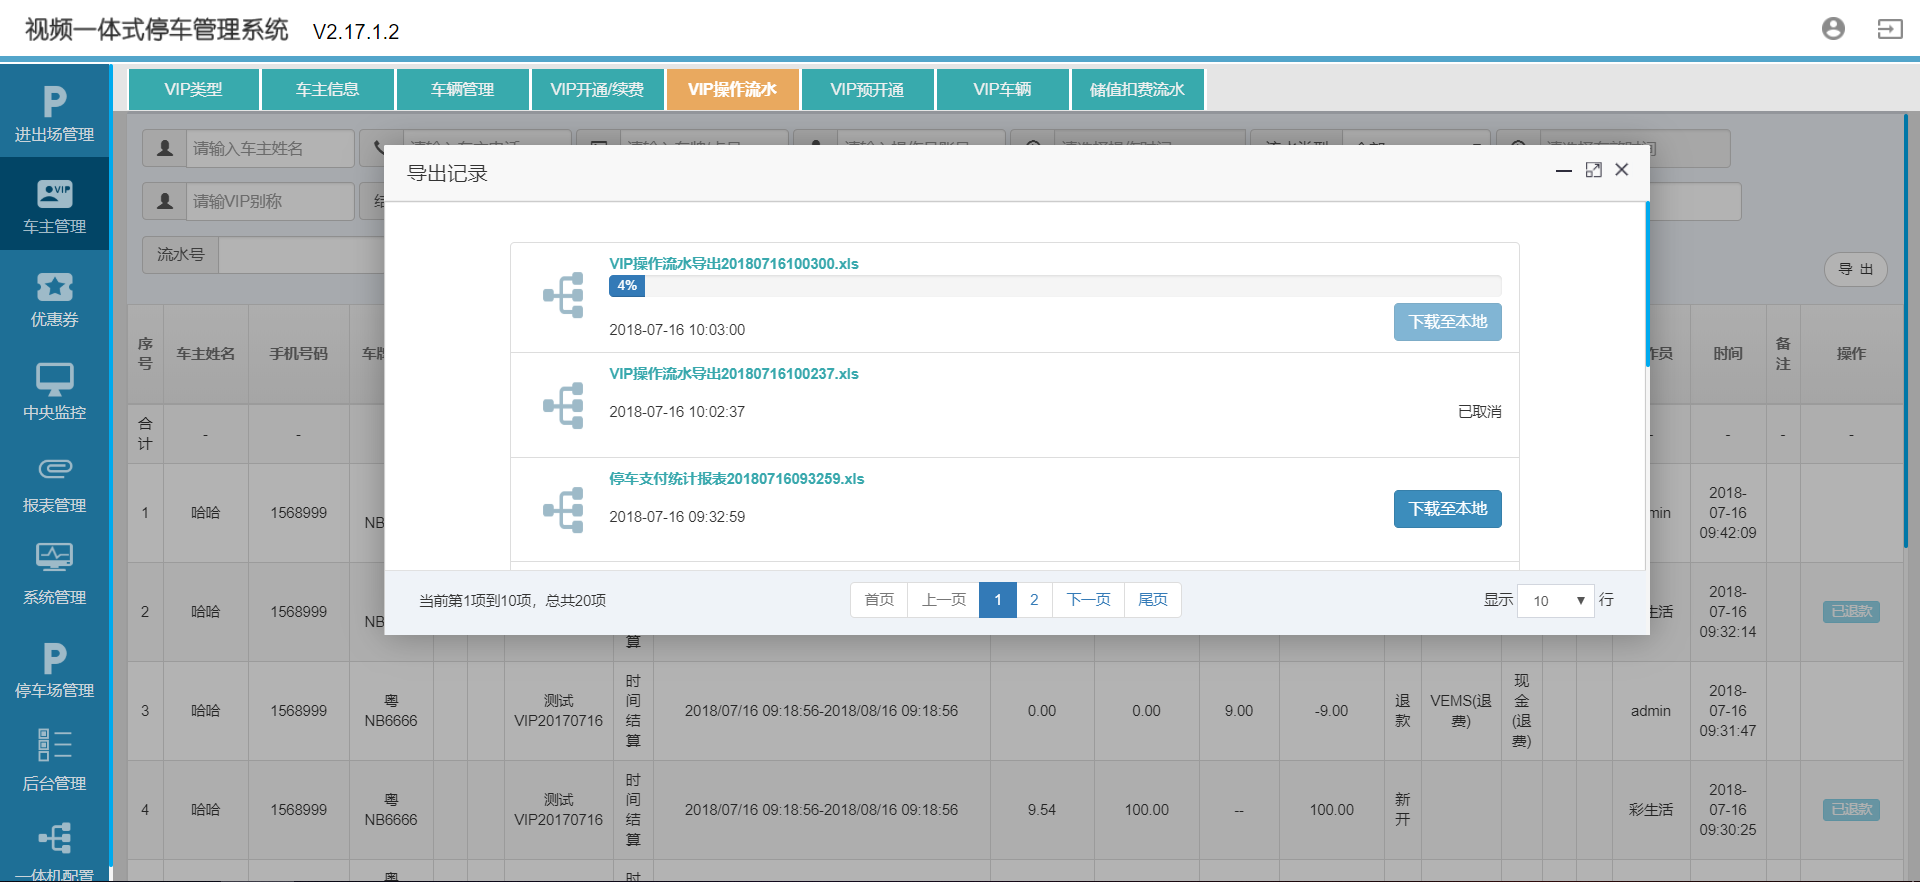 视频一体式停车管理系统 V2.17.1.2
进出场管理
车主管理
优惠券
中央监控
报表管理
系统管理
停车场管理
后台管理
一体机配置
VIP类型 车主信息 车辆管理 VIP开通/续费 VIP操作流水 VIP预开通 VIP车辆 储值扣费流水
请输入车主姓名
请输VIP别称
流水号
导 出
导出记录
VIP操作流水导出20180716100300.xls
4%
2018-07-16 10:03:00 下载至本地
VIP操作流水导出20180716100237.xls
2018-07-16 10:02:37 已取消
停车支付统计报表20180716093259.xls
2018-07-16 09:32:59 下载至本地
当前第1项到10项，总共20项 首页 上一页 1 2 下一页 尾页 显示 10 行
序号 车主姓名 手机号码 车牌 作员 时间 备注 操作
合计 - - - - - -
1 哈哈 1568999 NB min 2018-07-16 09:42:09
2 哈哈 1568999 NB 算 生活 2018-07-16 09:32:14 已退款
3 哈哈 1568999 粤NB6666 测试VIP20170716 时间结算 2018/07/16 09:18:56-2018/08/16 09:18:56 0.00 0.00 9.00 -9.00 退款 VEMS(退费) 现金(退费) admin 2018-07-16 09:31:47
4 哈哈 1568999 粤NB6666 测试VIP20170716 时间结算 2018/07/16 09:18:56-2018/08/16 09:18:56 9.54 100.00 -- 100.00 新开 彩生活 2018-07-16 09:30:25 已退款
粤 时